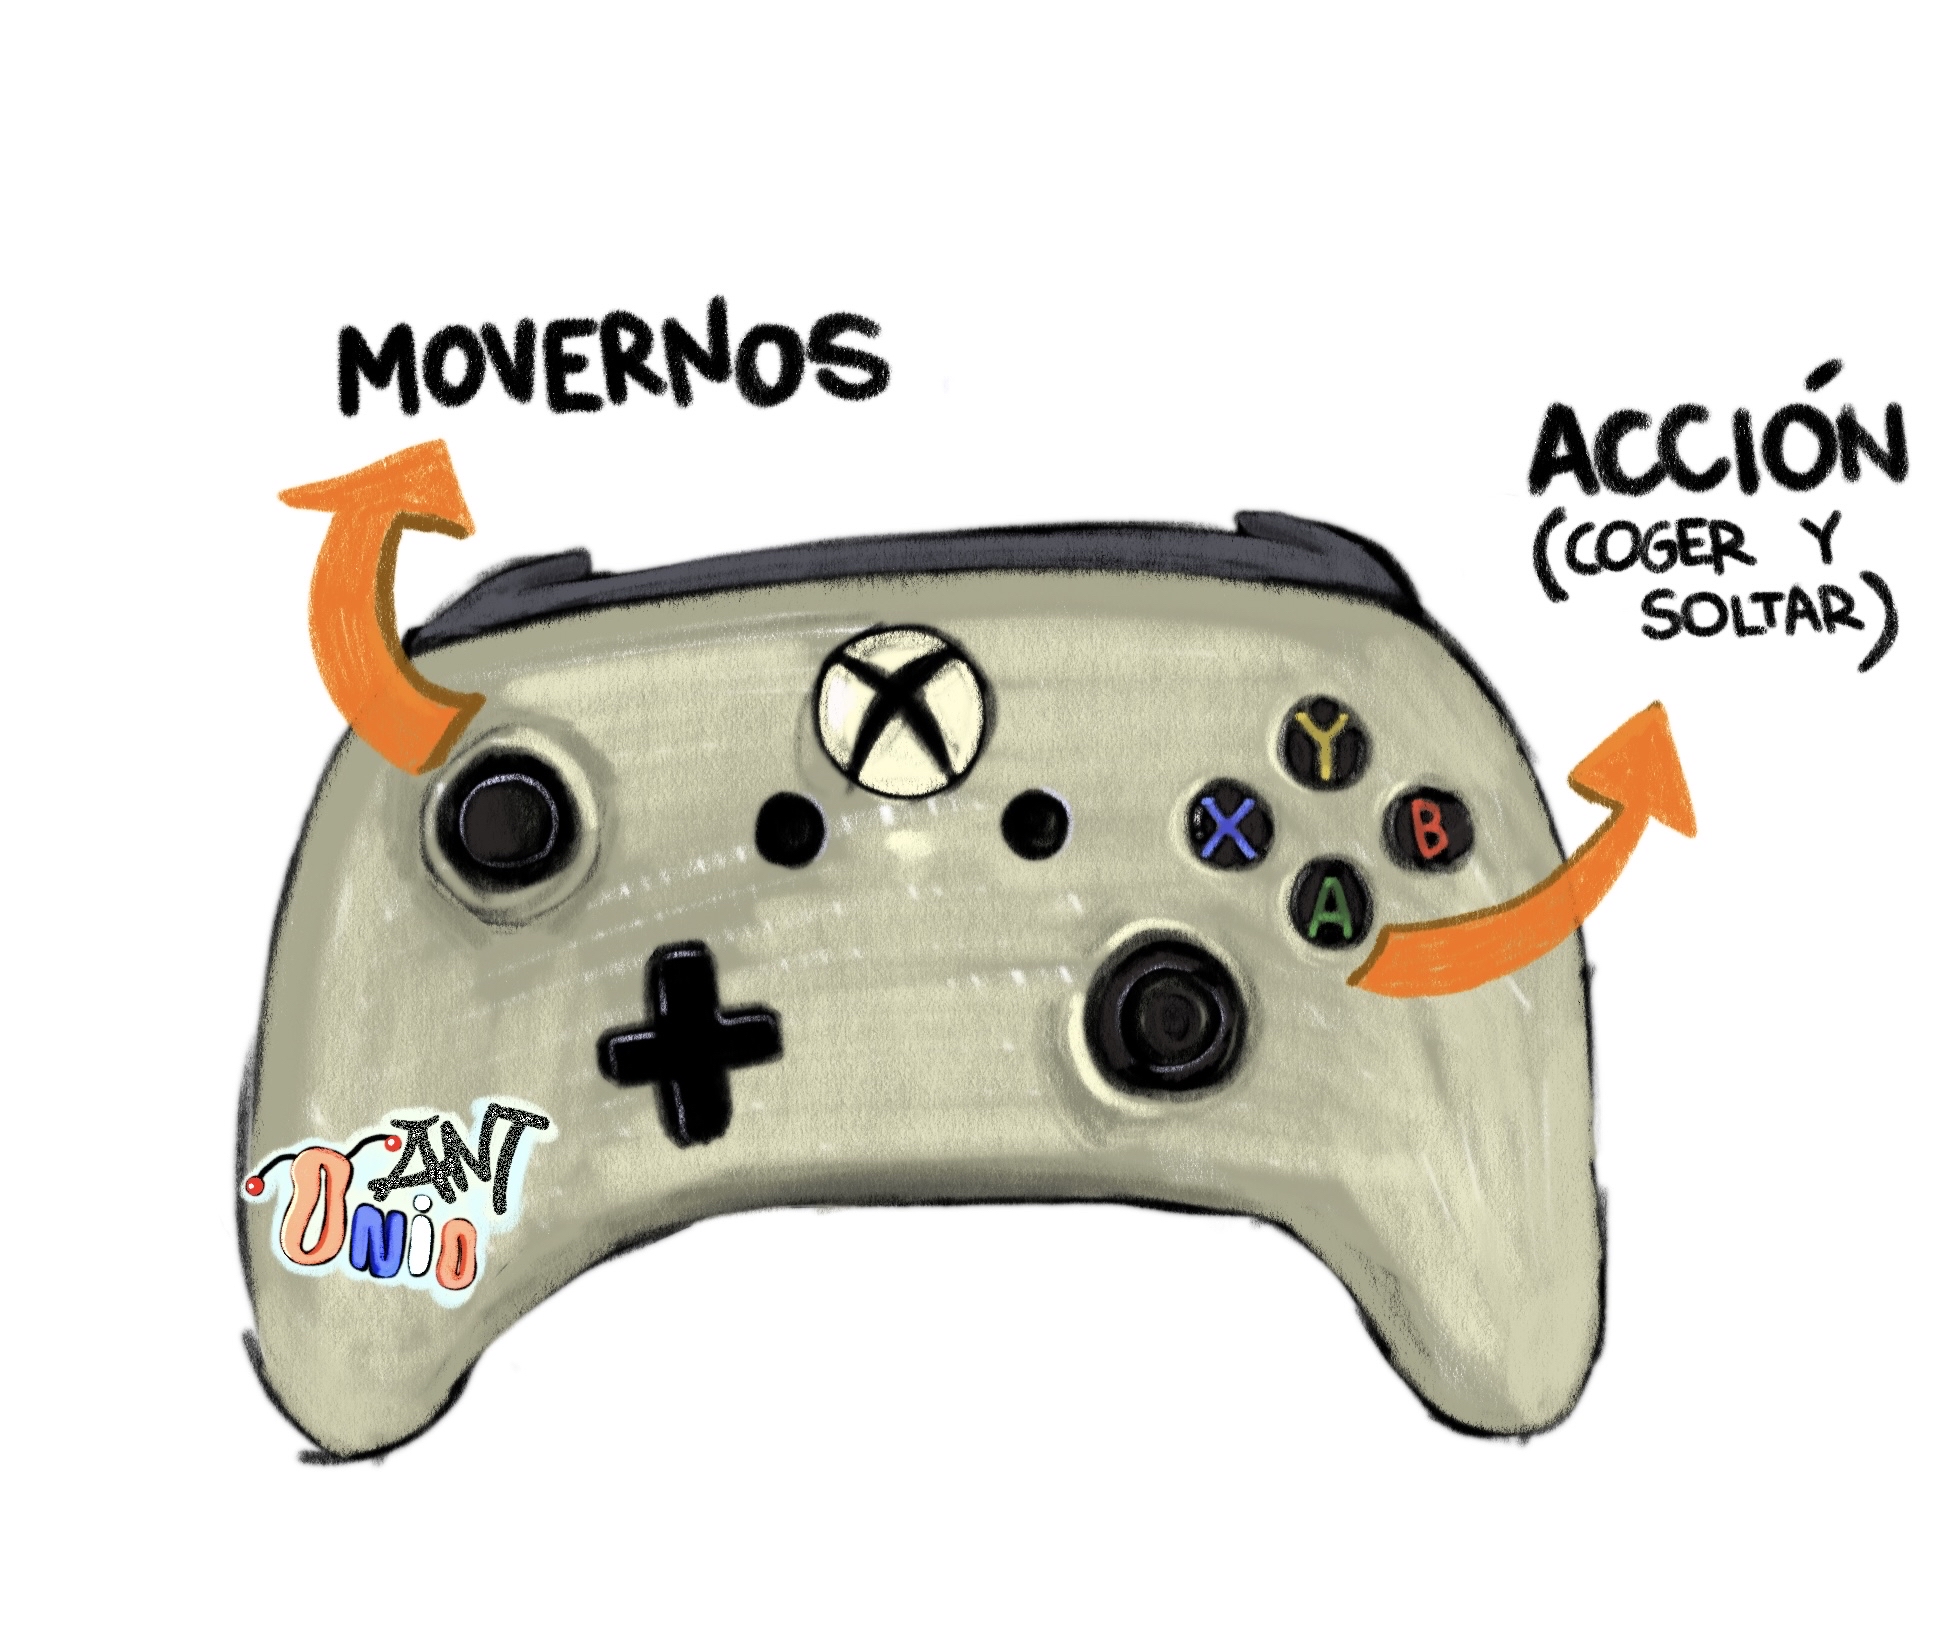 MOVERNOS
ACCIÓN
(COGER Y
SOLTAR)
Y
X
B
A
ANT
Onio